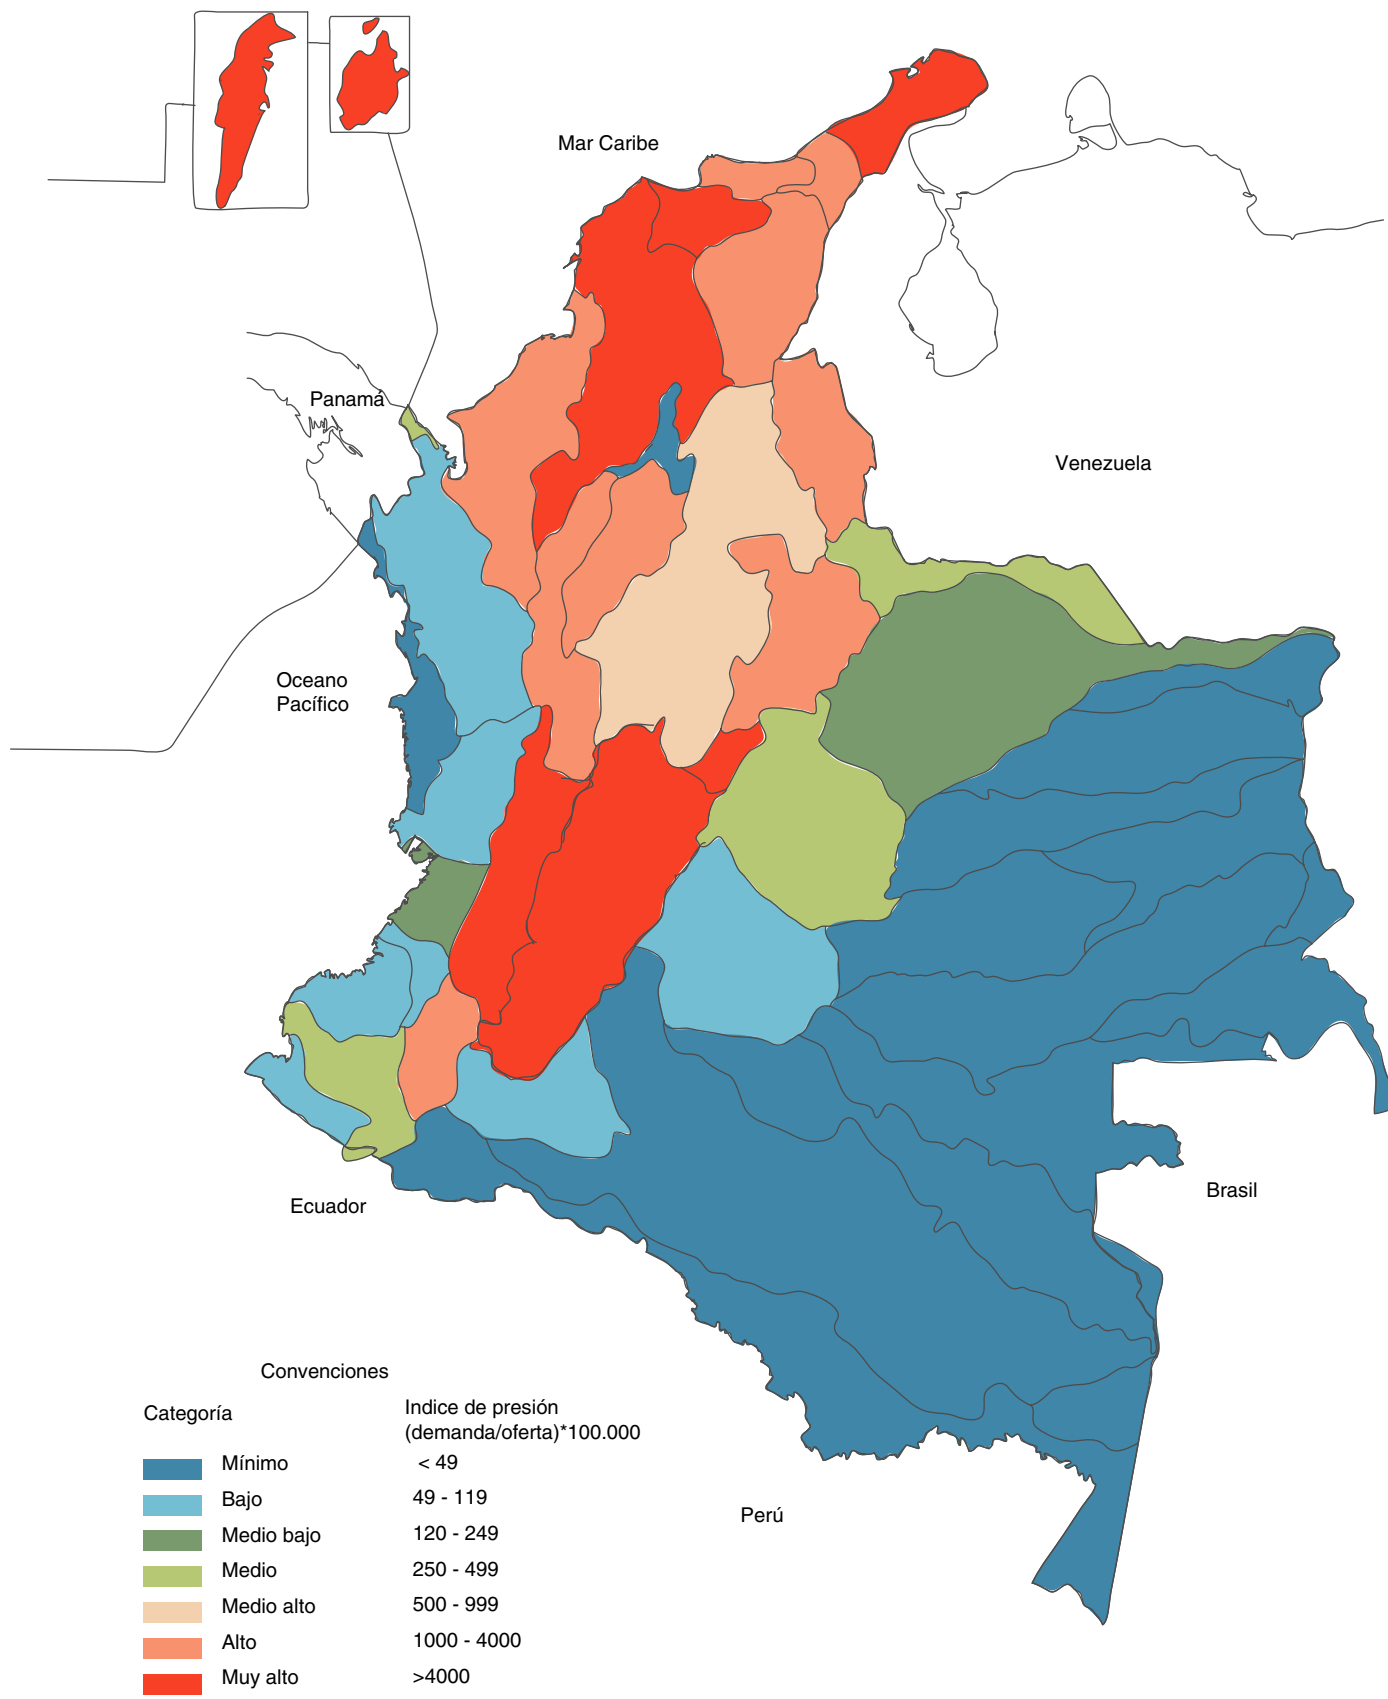 Mar Caribe
Panamá
Venezuela
Oceano
Pacífico
Ecuador
Brasil
Perú
Convenciones
Categoría
Indice de presión
(demanda/oferta)*100.000
Mínimo < 49
Bajo 49 - 119
Medio bajo 120 - 249
Medio 250 - 499
Medio alto 500 - 999
Alto 1000 - 4000
Muy alto >4000